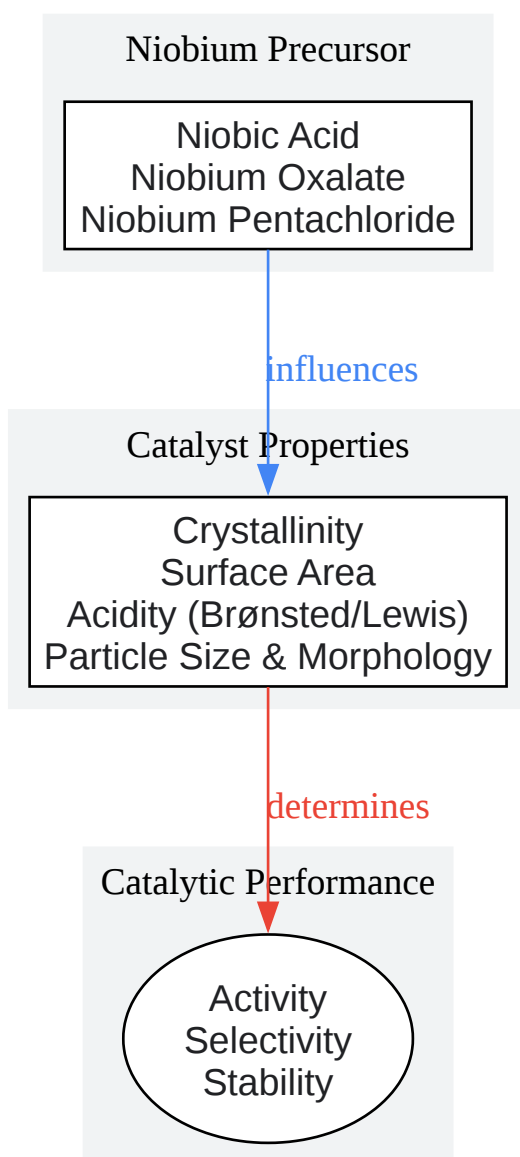 Niobium Precursor
Niobic Acid
Niobium Oxalate
Niobium Pentachloride
influences
Catalyst Properties
Crystallinity
Surface Area
Acidity (Brønsted/Lewis)
Particle Size & Morphology
determines
Catalytic Performance
Activity
Selectivity
Stability